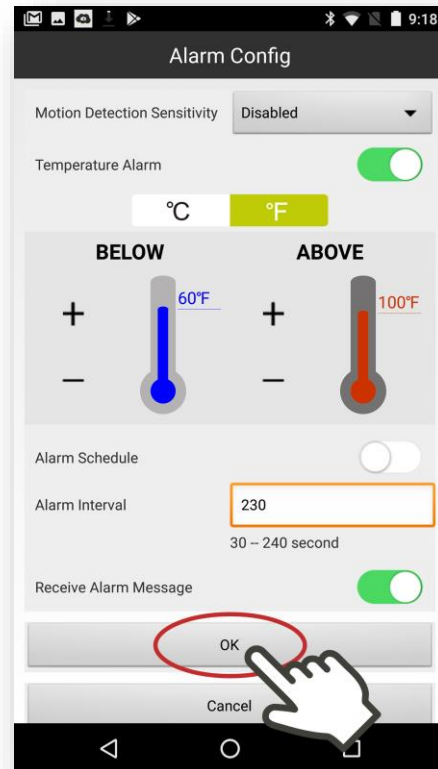 9:18
Alarm Config
Motion Detection Sensitivity Disabled
Temperature Alarm
°C °F
BELOW ABOVE
+ 60°F + 100°F
– –
Alarm Schedule
Alarm Interval 230
30 -- 240 second
Receive Alarm Message
OK
Cancel